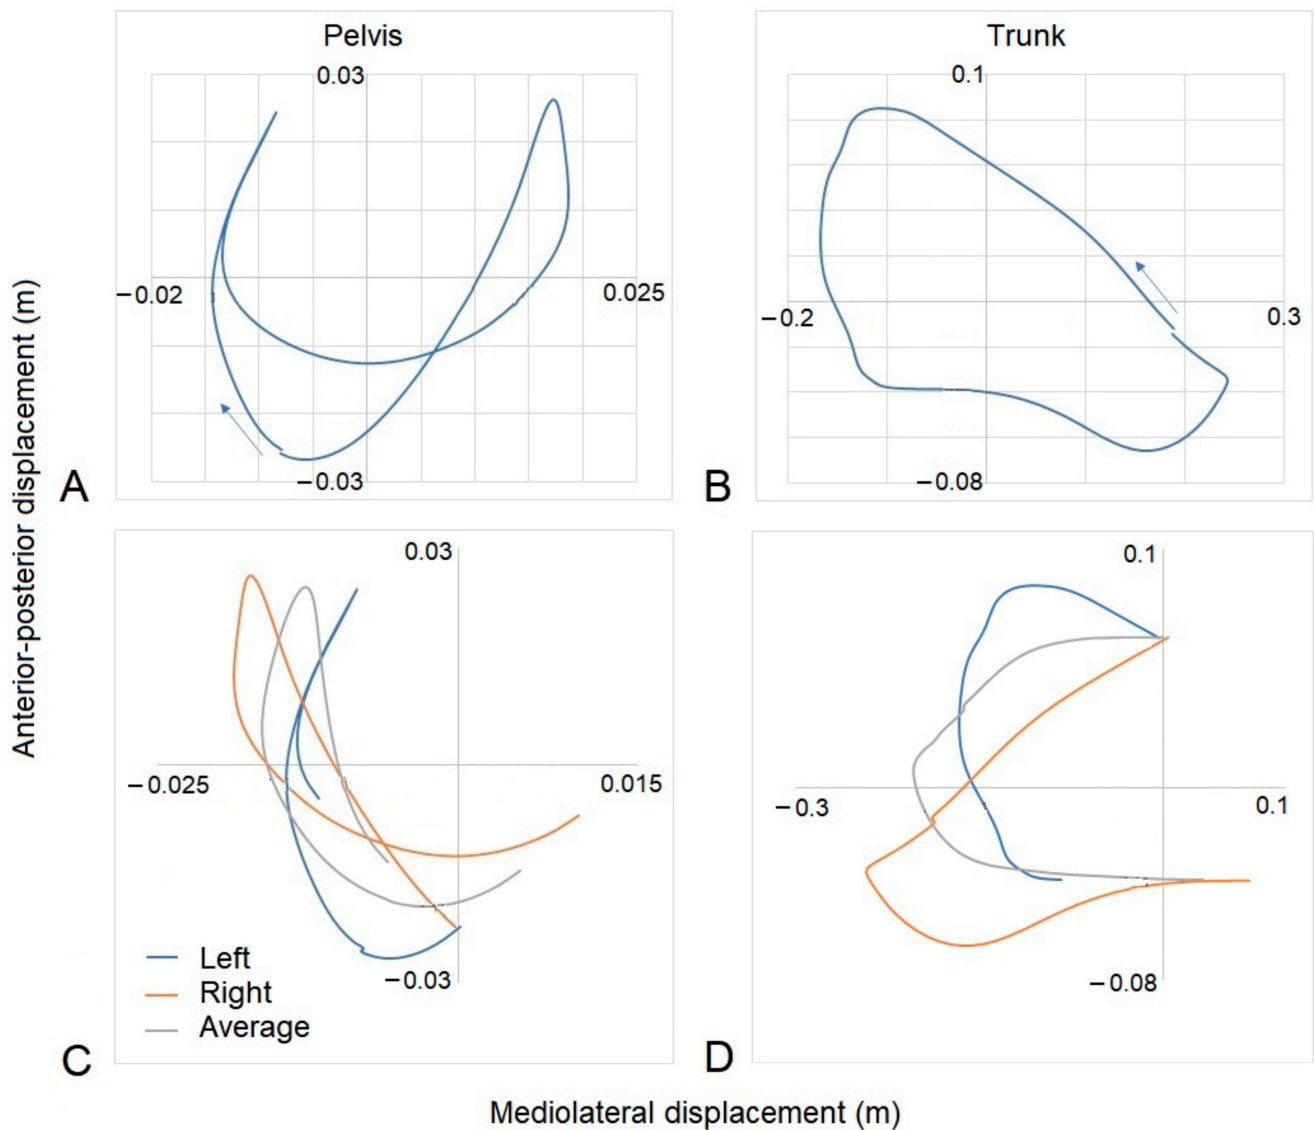 Pelvis
Trunk
0.03
0.1
−0.02
0.025
−0.2
0.3
−0.03
−0.08
A
B
Anterior-posterior displacement (m)
0.03
0.1
−0.025
0.015
−0.3
0.1
−0.03
−0.08
Left
Right
Average
C
D
Mediolateral displacement (m)